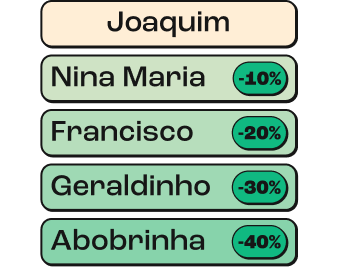 Joaquim
Nina Maria -10%
Francisco -20%
Geraldinho -30%
Abobrinha -40%